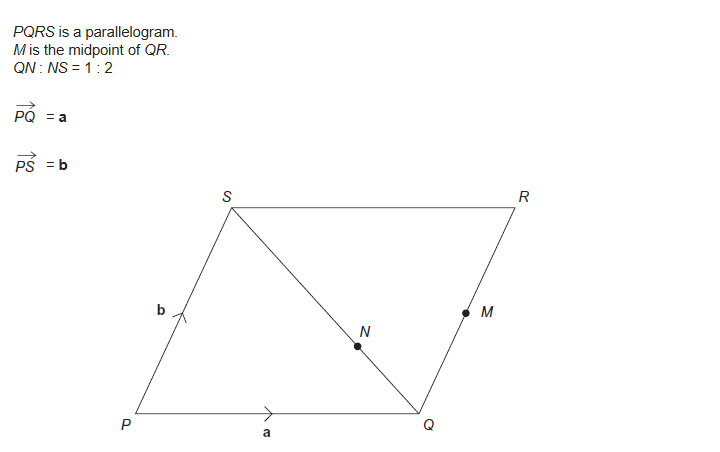 PQRS is a parallelogram.
M is the midpoint of QR.
QN : NS = 1 : 2
PQ = a
PS = b
S
R
b
M
N
P
Q
a